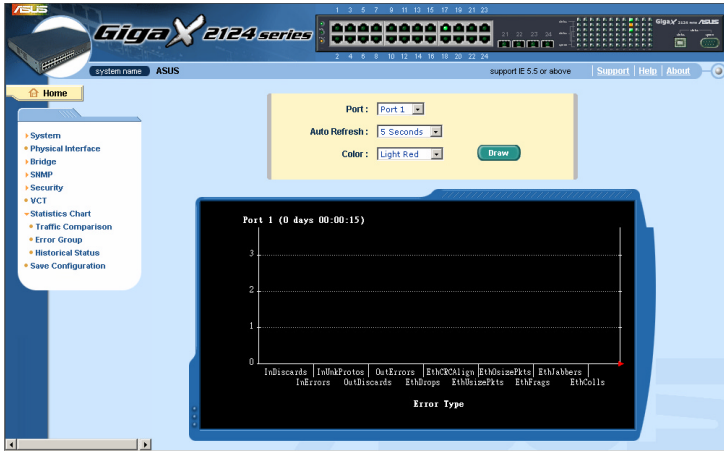 ASUS
GigaX 2124 series
1 3 5 7 9 11 13 15 17 19 21 23
2 4 6 8 10 12 14 16 18 20 22 24
21 22 23 24
GigaX 2124 series ASUS
system name ASUS
support IE 5.5 or above
Support | Help | About
Home
System
Physical Interface
Bridge
SNMP
Security
VCT
Statistics Chart
Traffic Comparison
Error Group
Historical Status
Save Configuration
Port : Port 1
Auto Refresh : 5 Seconds
Color : Light Red
Draw
Port 1 (0 days 00:00:15)
3
2
1
0
InDiscards InUnkProtos OutErrors EthCRCAlign EthOsizePkts EthJabbers
InErrors OutDiscards EthDrops EthUsizePkts EthFrags EthColls
Error Type